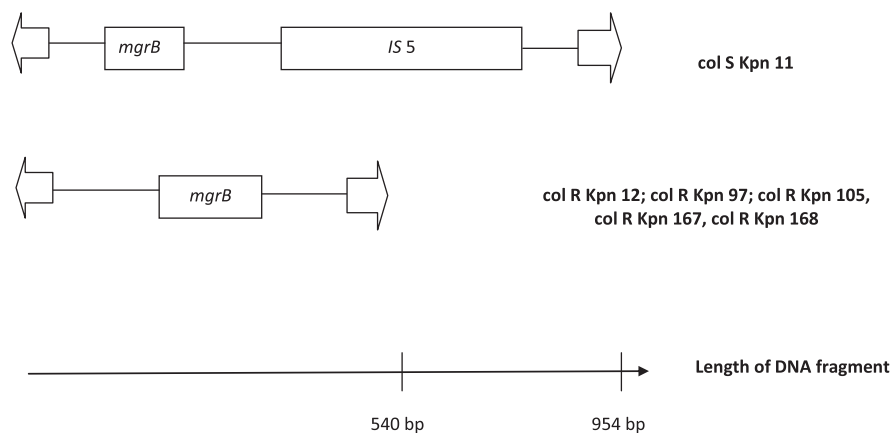 mgrB
IS 5
col S Kpn 11
mgrB
col R Kpn 12; col R Kpn 97; col R Kpn 105,
col R Kpn 167, col R Kpn 168
Length of DNA fragment
540 bp
954 bp